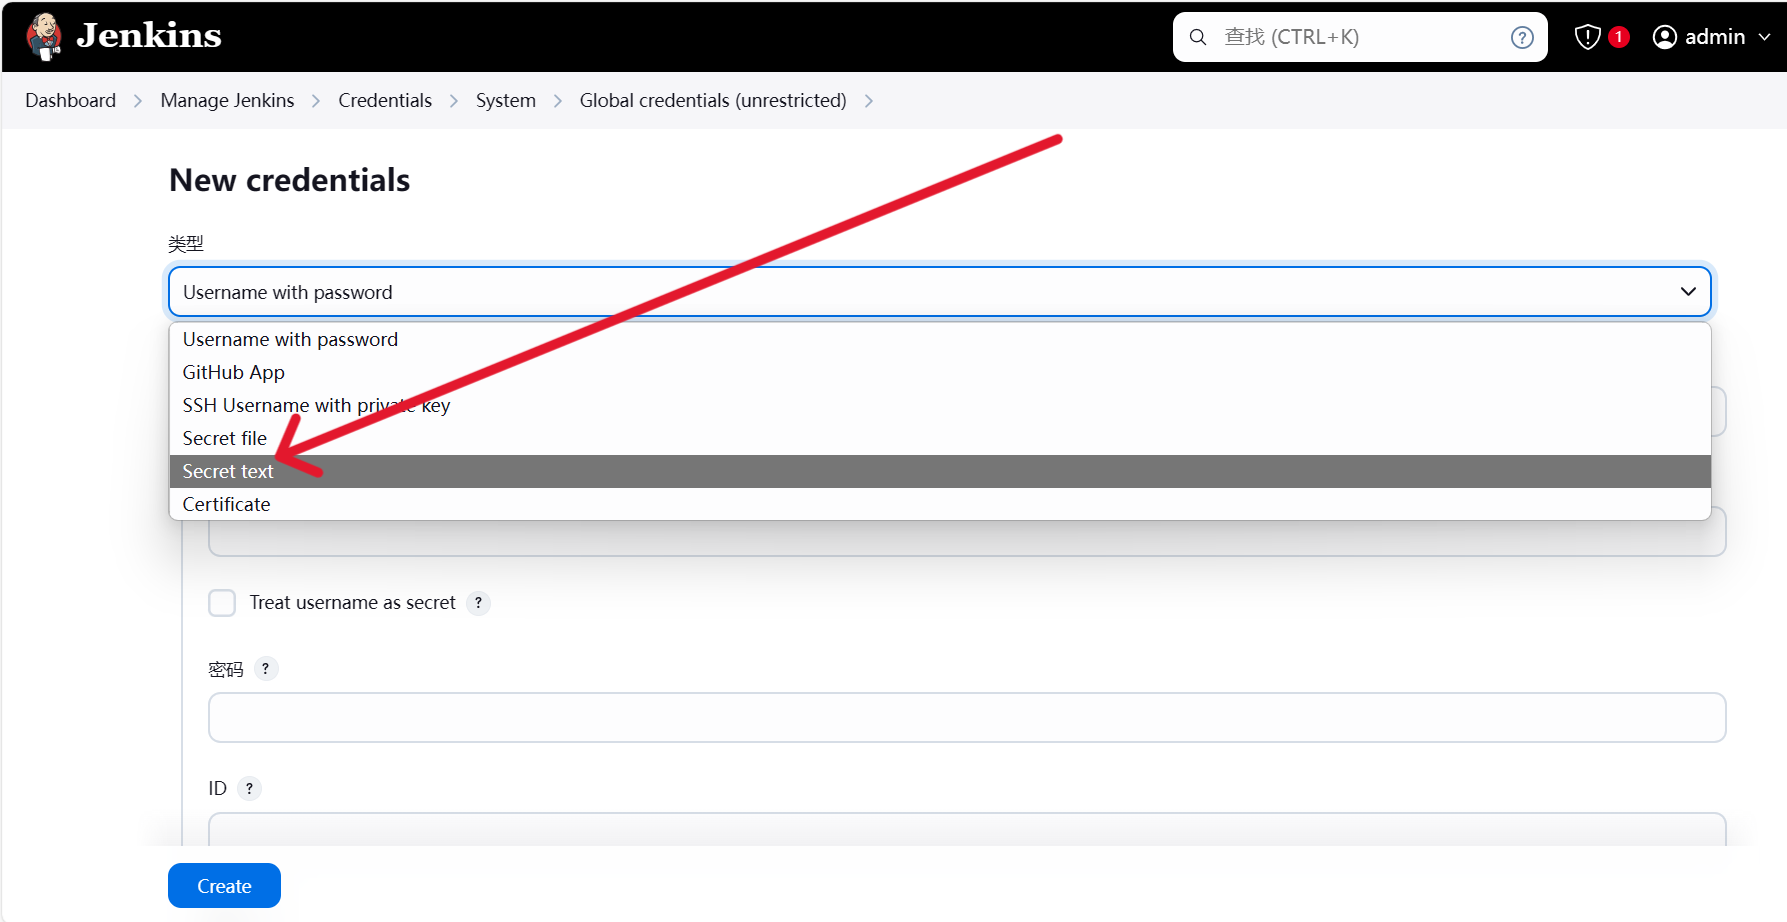 Jenkins
查找 (CTRL+K)
?
1
admin
Dashboard
Manage Jenkins
Credentials
System
Global credentials (unrestricted)
New credentials
类型
Username with password
Username with password
GitHub App
SSH Username with private key
Secret file
Secret text
Certificate
Treat username as secret ?
密码 ?
ID ?
Create